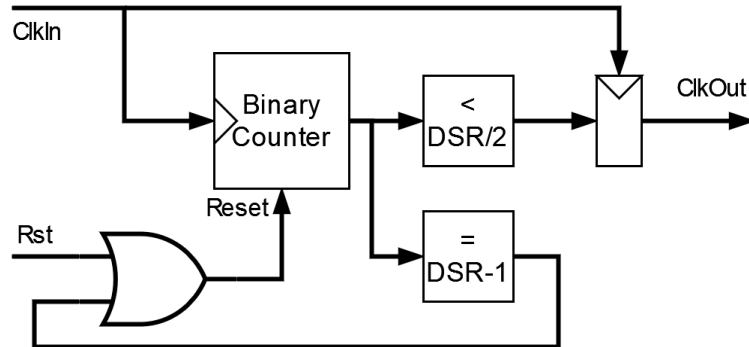 ClkIn
Binary
Counter
<
DSR/2
ClkOut
Reset
Rst
=
DSR-1